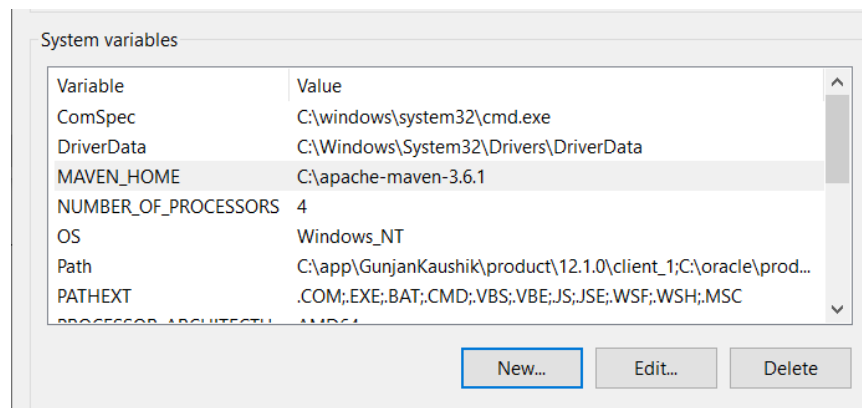 System variables
Variable Value
ComSpec C:\windows\system32\cmd.exe
DriverData C:\Windows\System32\Drivers\DriverData
MAVEN_HOME C:\apache-maven-3.6.1
NUMBER_OF_PROCESSORS 4
OS Windows_NT
Path C:\app\GunjanKaushik\product\12.1.0\client_1;C:\oracle\prod...
PATHEXT .COM;.EXE;.BAT;.CMD;.VBS;.VBE;.JS;.JSE;.WSF;.WSH;.MSC
New... Edit... Delete